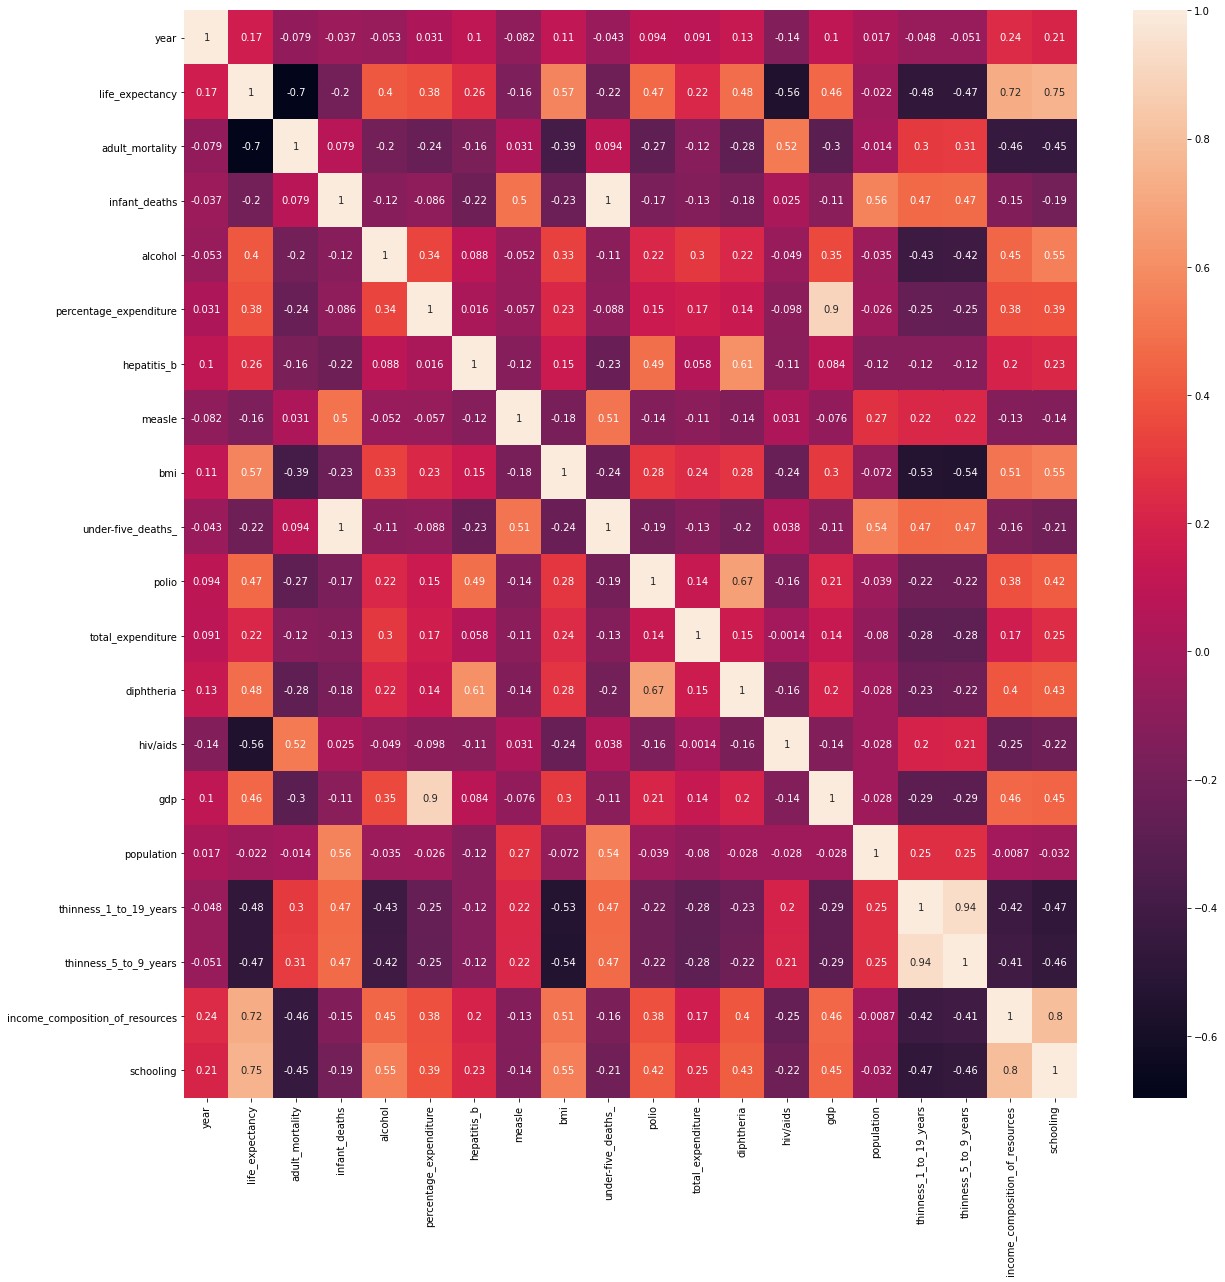 year 1 0.17 -0.079 -0.037 -0.053 0.031 0.1 -0.082 0.11 -0.043 0.094 0.091 0.13 -0.14 0.1 0.017 -0.048 -0.051 0.24 0.21
life_expectancy 0.17 1 -0.7 -0.2 0.4 0.38 0.26 -0.16 0.57 -0.22 0.47 0.22 0.48 -0.56 0.46 -0.022 -0.48 -0.47 0.72 0.75
adult_mortality -0.079 -0.7 1 0.079 -0.2 -0.24 -0.16 0.031 -0.39 0.094 -0.27 -0.12 -0.28 0.52 -0.3 -0.014 0.3 0.31 -0.46 -0.45
infant_deaths -0.037 -0.2 0.079 1 -0.12 -0.086 -0.22 0.5 -0.23 1 -0.17 -0.13 -0.18 0.025 -0.11 0.56 0.47 0.47 -0.15 -0.19
alcohol -0.053 0.4 -0.2 -0.12 1 0.34 0.088 -0.052 0.33 -0.11 0.22 0.3 0.22 -0.049 0.35 -0.035 -0.43 -0.42 0.45 0.55
percentage_expenditure 0.031 0.38 -0.24 -0.086 0.34 1 0.016 -0.057 0.23 -0.088 0.15 0.17 0.14 -0.098 0.9 -0.026 -0.25 -0.25 0.38 0.39
hepatitis_b 0.1 0.26 -0.16 -0.22 0.088 0.016 1 -0.12 0.15 -0.23 0.49 0.058 0.61 -0.11 0.084 -0.12 -0.12 -0.12 0.2 0.23
measle -0.082 -0.16 0.031 0.5 -0.052 -0.057 -0.12 1 -0.18 0.51 -0.14 -0.11 -0.14 0.031 -0.076 0.27 0.22 0.22 -0.13 -0.14
bmi 0.11 0.57 -0.39 -0.23 0.33 0.23 0.15 -0.18 1 -0.24 0.28 0.24 0.28 -0.24 0.3 -0.072 -0.53 -0.54 0.51 0.55
under-five_deaths_ -0.043 -0.22 0.094 1 -0.11 -0.088 -0.23 0.51 -0.24 1 -0.19 -0.13 -0.2 0.038 -0.11 0.54 0.47 0.47 -0.16 -0.21
polio 0.094 0.47 -0.27 -0.17 0.22 0.15 0.49 -0.14 0.28 -0.19 1 0.14 0.67 -0.16 0.21 -0.039 -0.22 -0.22 0.38 0.42
total_expenditure 0.091 0.22 -0.12 -0.13 0.3 0.17 0.058 -0.11 0.24 -0.13 0.14 1 0.15 -0.0014 0.14 -0.08 -0.28 -0.28 0.17 0.25
diphtheria 0.13 0.48 -0.28 -0.18 0.22 0.14 0.61 -0.14 0.28 -0.2 0.67 0.15 1 -0.16 0.2 -0.028 -0.23 -0.22 0.4 0.43
hiv/aids -0.14 -0.56 0.52 0.025 -0.049 -0.098 -0.11 0.031 -0.24 0.038 -0.16 -0.0014 -0.16 1 -0.14 -0.028 0.2 0.21 -0.25 -0.22
gdp 0.1 0.46 -0.3 -0.11 0.35 0.9 0.084 -0.076 0.3 -0.11 0.21 0.14 0.2 -0.14 1 -0.028 -0.29 -0.29 0.46 0.45
population 0.017 -0.022 -0.014 0.56 -0.035 -0.026 -0.12 0.27 -0.072 0.54 -0.039 -0.08 -0.028 -0.028 -0.028 1 0.25 0.25 -0.0087 -0.032
thinness_1_to_19_years -0.048 -0.48 0.3 0.47 -0.43 -0.25 -0.12 0.22 -0.53 0.47 -0.22 -0.28 -0.23 0.2 -0.29 0.25 1 0.94 -0.42 -0.47
thinness_5_to_9_years -0.051 -0.47 0.31 0.47 -0.42 -0.25 -0.12 0.22 -0.54 0.47 -0.22 -0.28 -0.22 0.21 -0.29 0.25 0.94 1 -0.41 -0.46
income_composition_of_resources 0.24 0.72 -0.46 -0.15 0.45 0.38 0.2 -0.13 0.51 -0.16 0.38 0.17 0.4 -0.25 0.46 -0.0087 -0.42 -0.41 1 0.8
schooling 0.21 0.75 -0.45 -0.19 0.55 0.39 0.23 -0.14 0.55 -0.21 0.42 0.25 0.43 -0.22 0.45 -0.032 -0.47 -0.46 0.8 1
year
life_expectancy
adult_mortality
infant_deaths
alcohol
percentage_expenditure
hepatitis_b
measle
bmi
under-five_deaths_
polio
total_expenditure
diphtheria
hiv/aids
gdp
population
thinness_1_to_19_years
thinness_5_to_9_years
income_composition_of_resources
schooling
1.0
0.8
0.6
0.4
0.2
0.0
−0.2
−0.4
−0.6